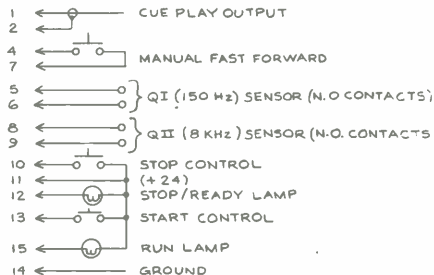 1 CUE PLAY OUTPUT
2
4
MANUAL FAST FORWARD
7
5
QI (150 Hz) SENSOR (N.O CONTACTS)
6
8
QII (8 KHz) SENSOR (N.O. CONTACTS
9
10 STOP CONTROL
11 (+24)
12 STOP/READY LAMP
13 START CONTROL
15 RUN LAMP
14 GROUND